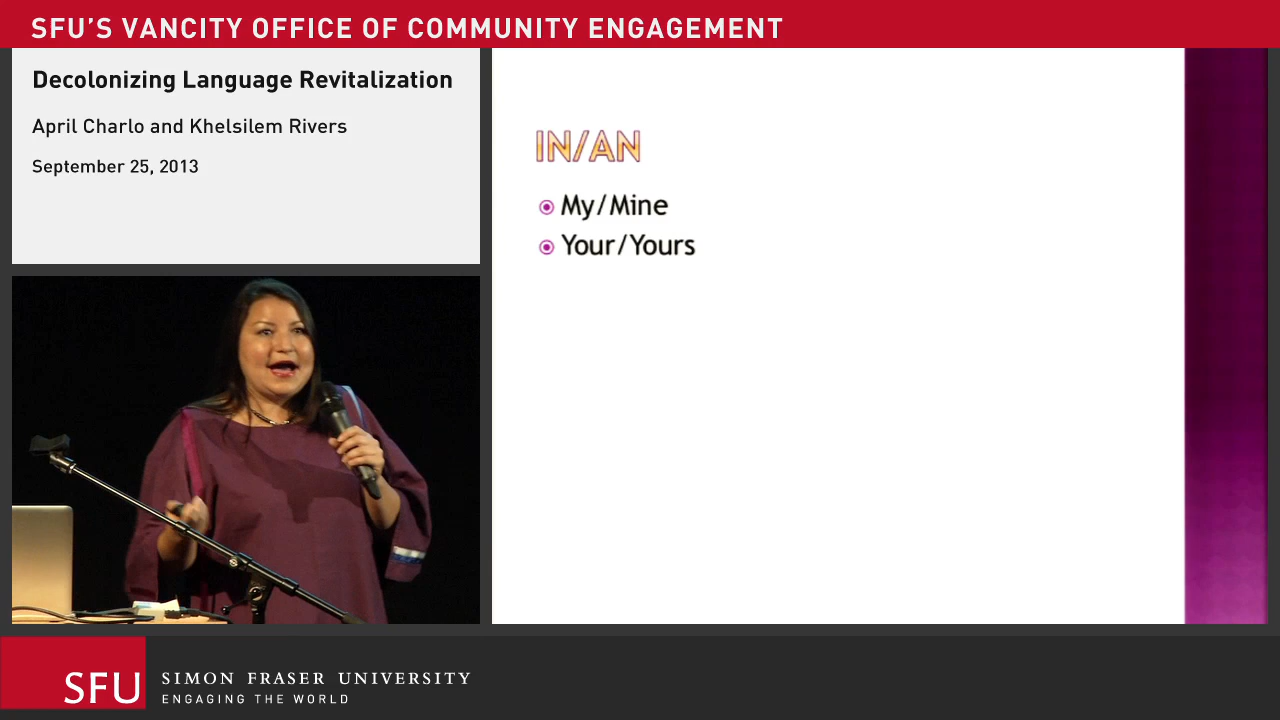 SFU'S VANCITY OFFICE OF COMMUNITY ENGAGEMENT
Decolonizing Language Revitalization
April Charlo and Khelsilem Rivers
September 25, 2013
IN/AN
My/Mine
Your/Yours
SFU
SIMON FRASER UNIVERSITY
ENGAGING THE WORLD